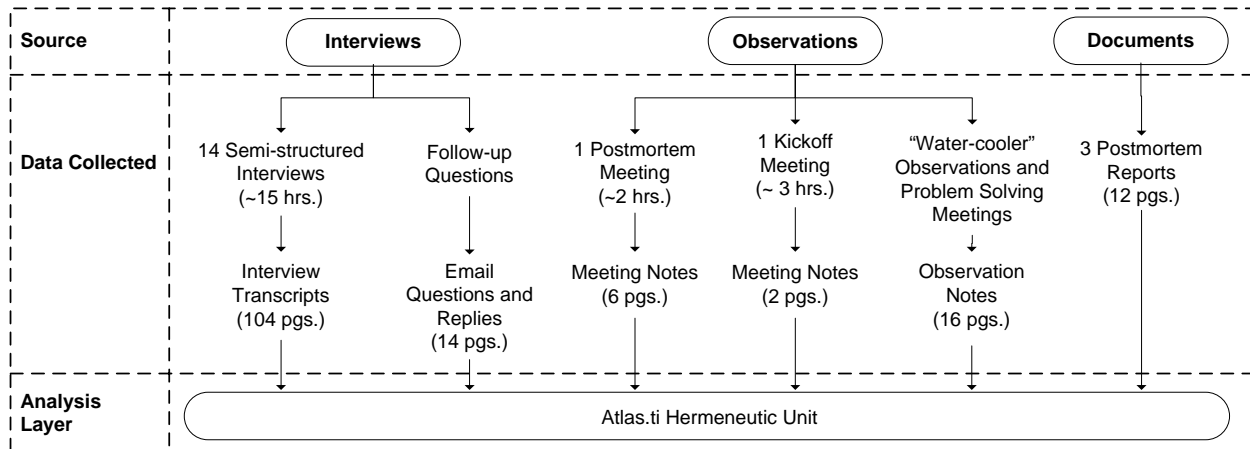 Source
Interviews
Observations
Documents
Data Collected
14 Semi-structured
Interviews
(~15 hrs.)
Follow-up
Questions
1 Postmortem
Meeting
(~2 hrs.)
1 Kickoff
Meeting
(~ 3 hrs.)
“Water-cooler”
Observations and
Problem Solving
Meetings
3 Postmortem
Reports
(12 pgs.)
Interview
Transcripts
(104 pgs.)
Email
Questions and
Replies
(14 pgs.)
Meeting Notes
(6 pgs.)
Meeting Notes
(2 pgs.)
Observation
Notes
(16 pgs.)
Analysis
Layer
Atlas.ti Hermeneutic Unit